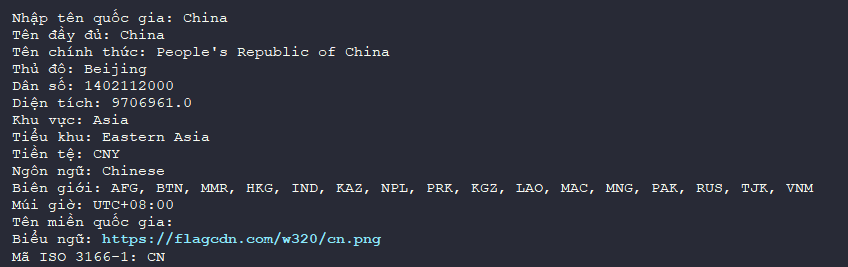 Nhập tên quốc gia: China
Tên đầy đủ: China
Tên chính thức: People's Republic of China
Thủ đô: Beijing
Dân số: 1402112000
Diện tích: 9706961.0
Khu vực: Asia
Tiểu khu: Eastern Asia
Tiền tệ: CNY
Ngôn ngữ: Chinese
Biên giới: AFG, BTN, MMR, HKG, IND, KAZ, NPL, PRK, KGZ, LAO, MAC, MNG, PAK, RUS, TJK, VNM
Múi giờ: UTC+08:00
Tên miền quốc gia:
Biểu ngữ: https://flagcdn.com/w320/cn.png
Mã ISO 3166-1: CN